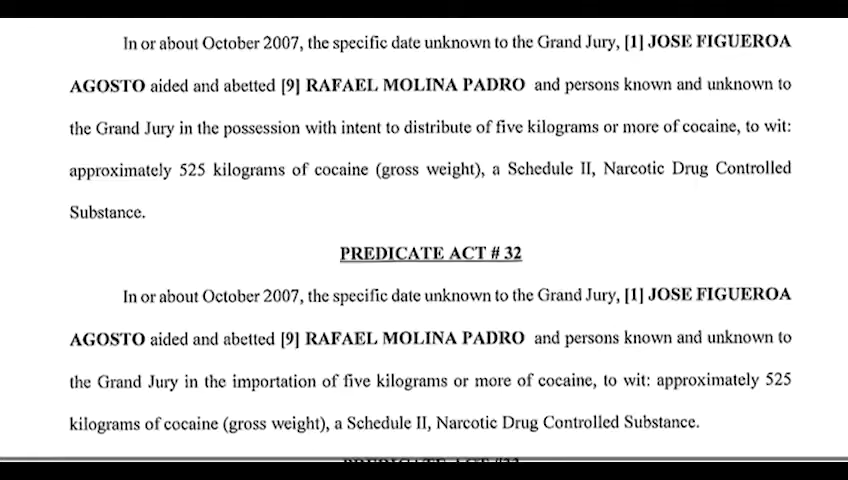 In or about October 2007, the specific date unknown to the Grand Jury, [1] JOSE FIGUEROA
AGOSTO aided and abetted [9] RAFAEL MOLINA PADRO and persons known and unknown to
the Grand Jury in the possession with intent to distribute of five kilograms or more of cocaine, to wit:
approximately 525 kilograms of cocaine (gross weight), a Schedule II, Narcotic Drug Controlled
Substance.
PREDICATE ACT # 32
In or about October 2007, the specific date unknown to the Grand Jury, [1] JOSE FIGUEROA
AGOSTO aided and abetted [9] RAFAEL MOLINA PADRO and persons known and unknown to
the Grand Jury in the importation of five kilograms or more of cocaine, to wit: approximately 525
kilograms of cocaine (gross weight), a Schedule II, Narcotic Drug Controlled Substance.